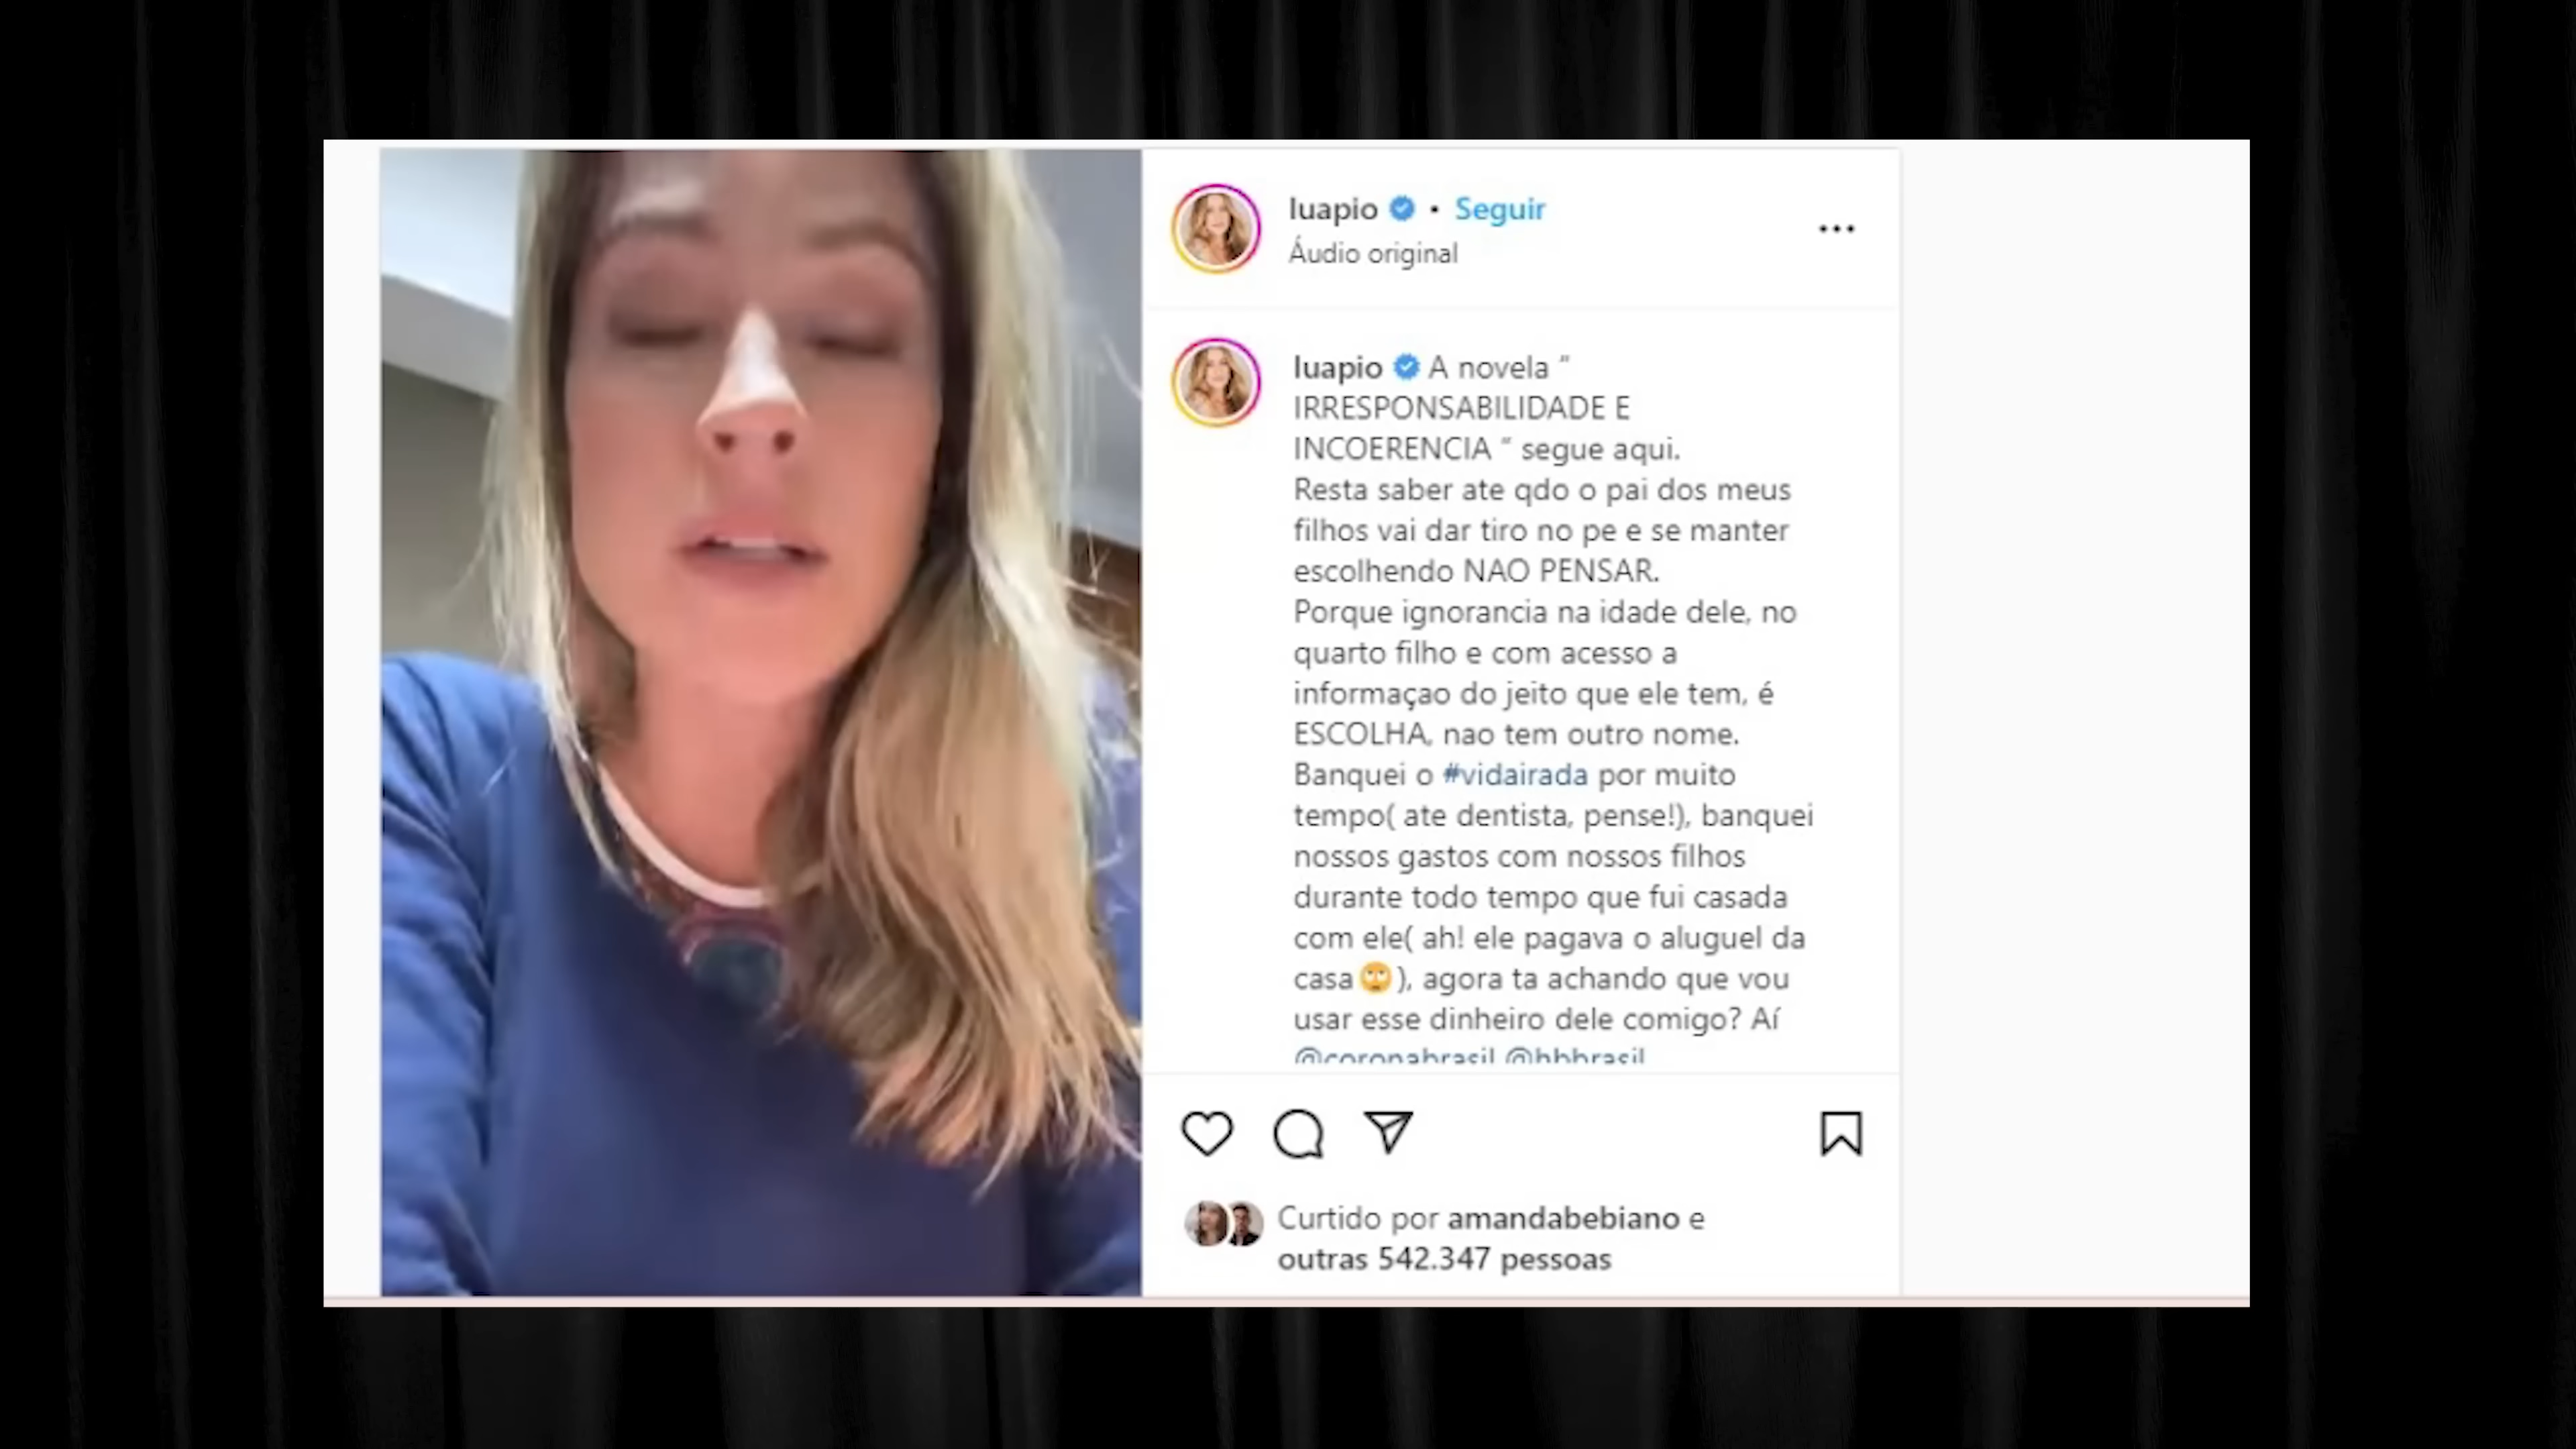 luapio • Seguir
Áudio original
luapio A novela "
IRRESPONSABILIDADE E
INCOERENCIA " segue aqui.
Resta saber ate qdo o pai dos meus
filhos vai dar tiro no pe e se manter
escolhendo NAO PENSAR.
Porque ignorancia na idade dele, no
quarto filho e com acesso a
informaçao do jeito que ele tem, é
ESCOLHA, nao tem outro nome.
Banquei o #vidairada por muito
tempo( ate dentista, pense!), banquei
nossos gastos com nossos filhos
durante todo tempo que fui casada
com ele( ah! ele pagava o aluguel da
casa🙄), agora ta achando que vou
usar esse dinheiro dele comigo? Aí
@coronabrasil @hbbrasil
Curtido por amandabebiano e
outras 542.347 pessoas